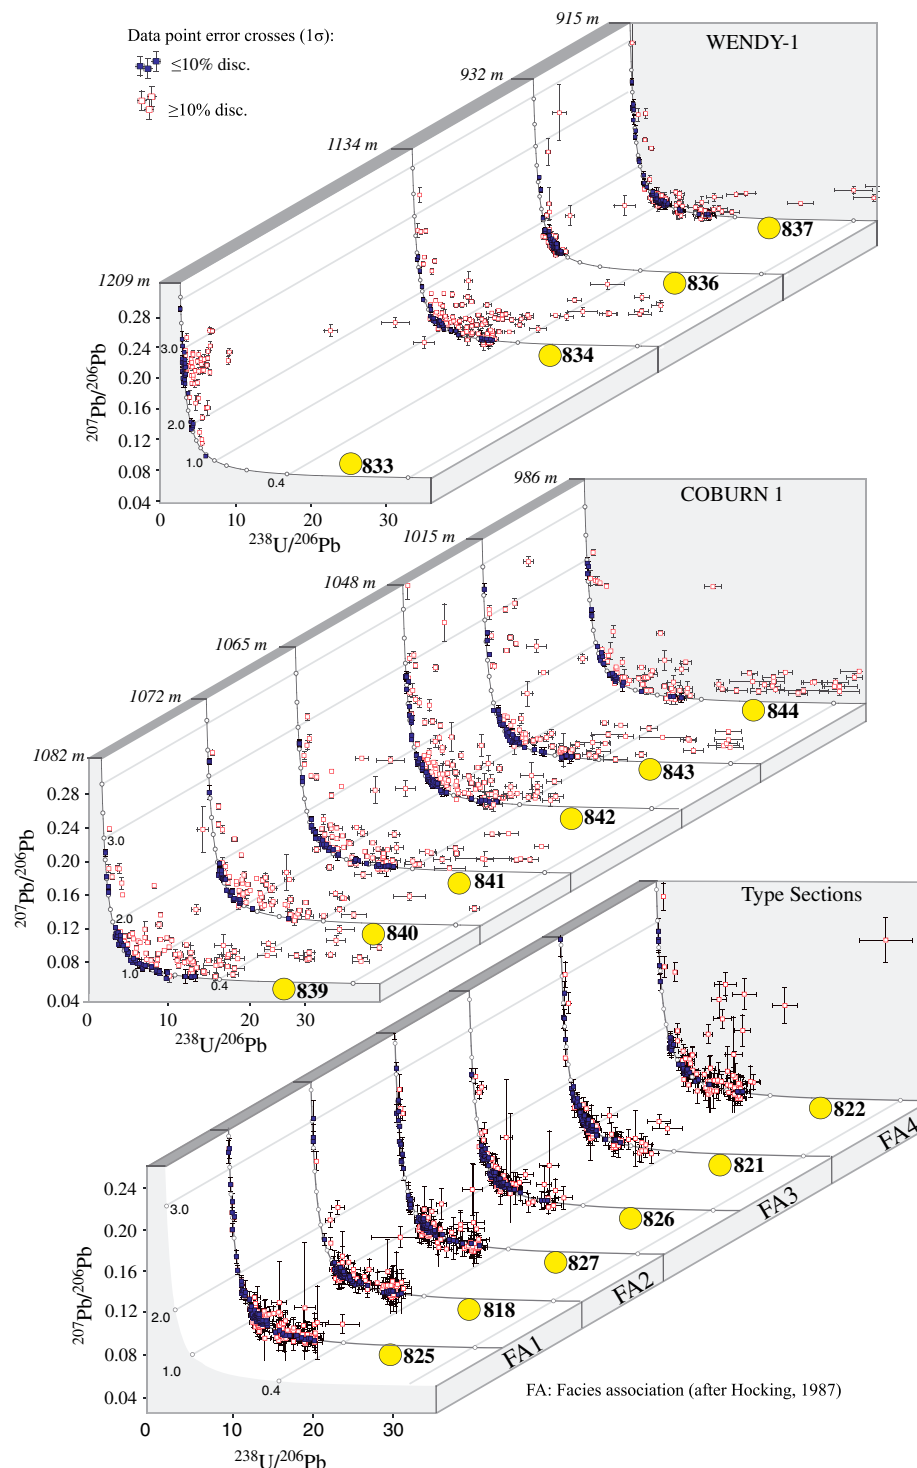 915 m
Data point error crosses (1σ):
WENDY-1
≤10% disc.
932 m
≥10% disc.
1134 m
837
1209 m
836
0.28
0.24
3.0
834
0.20
0.16
2.0
0.12
1.0
833
0.08
0.4
0.04
207Pb/206Pb
0 10 20 30
238U/206Pb
986 m
COBURN 1
1015 m
1048 m
1065 m
1072 m
844
1082 m
843
0.28
842
0.24
3.0
0.20
841
0.16
Type Sections
2.0
840
0.12
0.08
1.0
0.4
839
0.04
207Pb/206Pb
0 10 20 30
238U/206Pb
822
FA4
821
0.24
FA3
3.0
826
0.20
827
FA2
0.16
818
2.0
0.12
825
FA1
0.08
1.0
0.4
FA: Facies association (after Hocking, 1987)
0.04
207Pb/206Pb
0 10 20 30
238U/206Pb